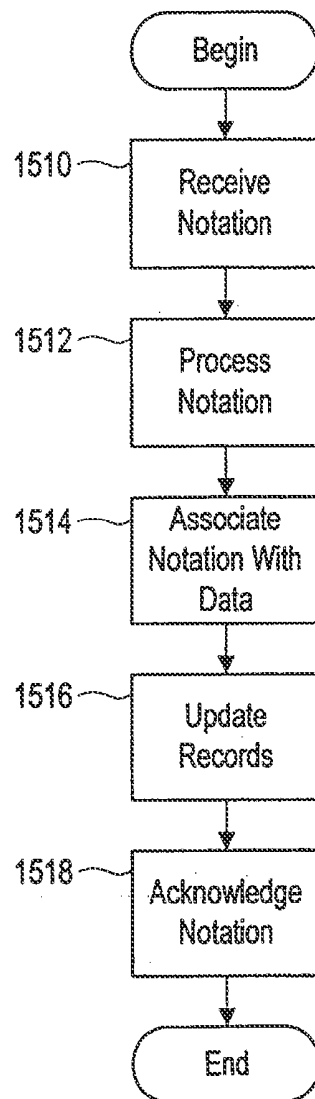 Begin
1510
Receive
Notation
1512
Process
Notation
1514
Associate
Notation With
Data
1516
Update
Records
1518
Acknowledge
Notation
End